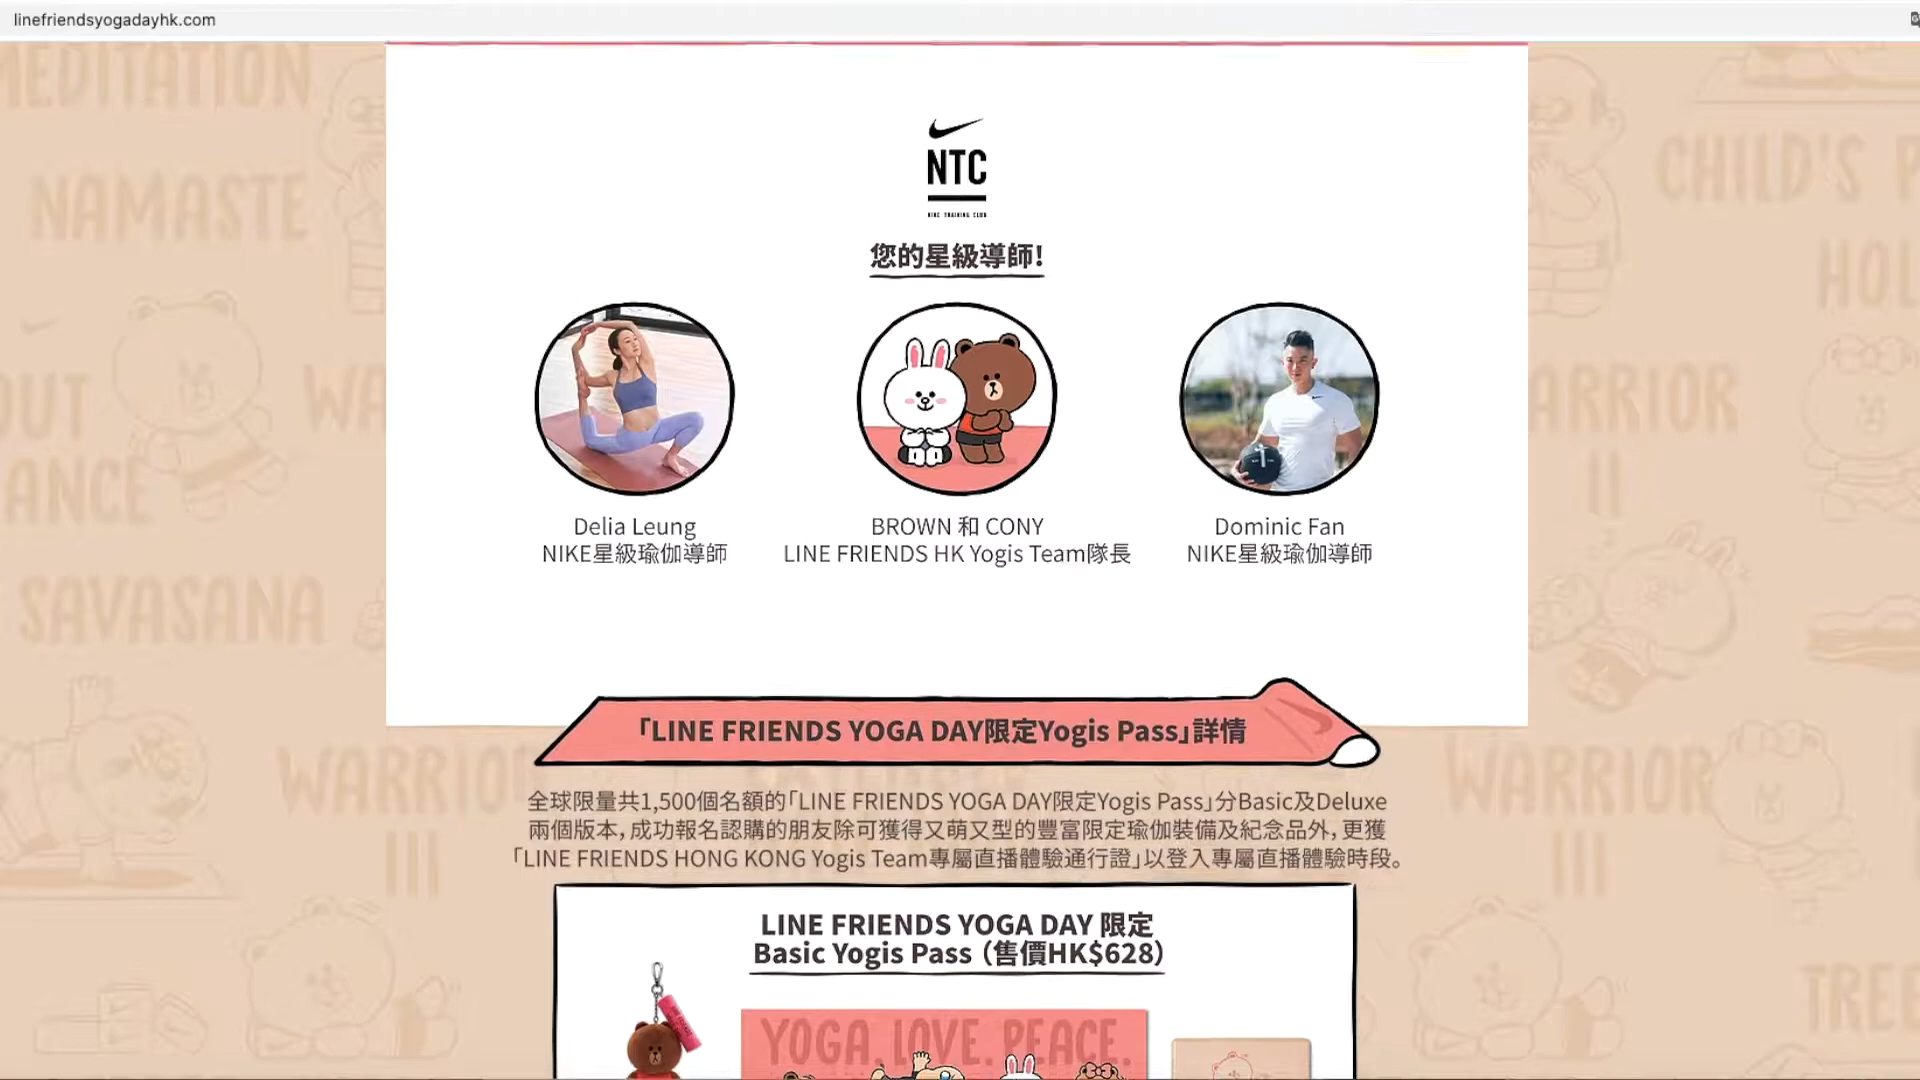 linefriendsyogadayhk.com
MEDITATION
NAMASTE
CHILD'S P
HOL
OUT
WA
ANCE
ARRIOR
II
SAVASANA
WARRIO
III
WARRIOR
III
TREE
NTC
NIKE TRAINING CLUB
您的星級導師!
Delia Leung
NIKE星級瑜伽導師
BROWN 和 CONY
LINE FRIENDS HK Yogis Team隊長
Dominic Fan
NIKE星級瑜伽導師
「LINE FRIENDS YOGA DAY限定Yogis Pass」詳情
全球限量共1,500個名額的「LINE FRIENDS YOGA DAY限定Yogis Pass」分Basic及Deluxe
兩個版本，成功報名認購的朋友除可獲得又萌又型的豐富限定瑜伽裝備及紀念品外，更獲
「LINE FRIENDS HONG KONG Yogis Team專屬直播體驗通行證」以登入專屬直播體驗時段。
LINE FRIENDS YOGA DAY 限定
Basic Yogis Pass（售價HK$628）
YOGA. LOVE. PEACE.